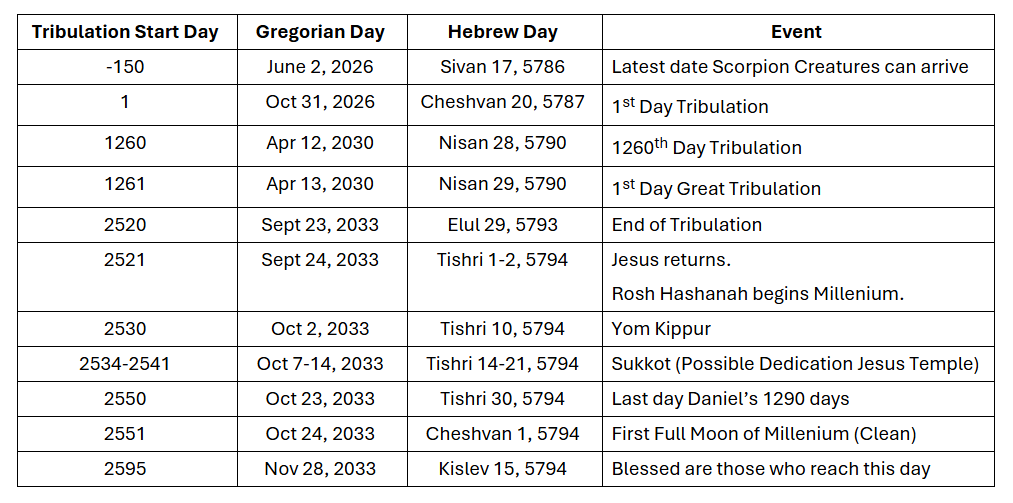 Tribulation Start Day Gregorian Day Hebrew Day Event
-150 June 2, 2026 Sivan 17, 5786 Latest date Scorpion Creatures can arrive
1 Oct 31, 2026 Cheshvan 20, 5787 1st Day Tribulation
1260 Apr 12, 2030 Nisan 28, 5790 1260th Day Tribulation
1261 Apr 13, 2030 Nisan 29, 5790 1st Day Great Tribulation
2520 Sept 23, 2033 Elul 29, 5793 End of Tribulation
2521 Sept 24, 2033 Tishri 1-2, 5794 Jesus returns.
Rosh Hashanah begins Millenium.
2530 Oct 2, 2033 Tishri 10, 5794 Yom Kippur
2534-2541 Oct 7-14, 2033 Tishri 14-21, 5794 Sukkot (Possible Dedication Jesus Temple)
2550 Oct 23, 2033 Tishri 30, 5794 Last day Daniel’s 1290 days
2551 Oct 24, 2033 Cheshvan 1, 5794 First Full Moon of Millenium (Clean)
2595 Nov 28, 2033 Kislev 15, 5794 Blessed are those who reach this day